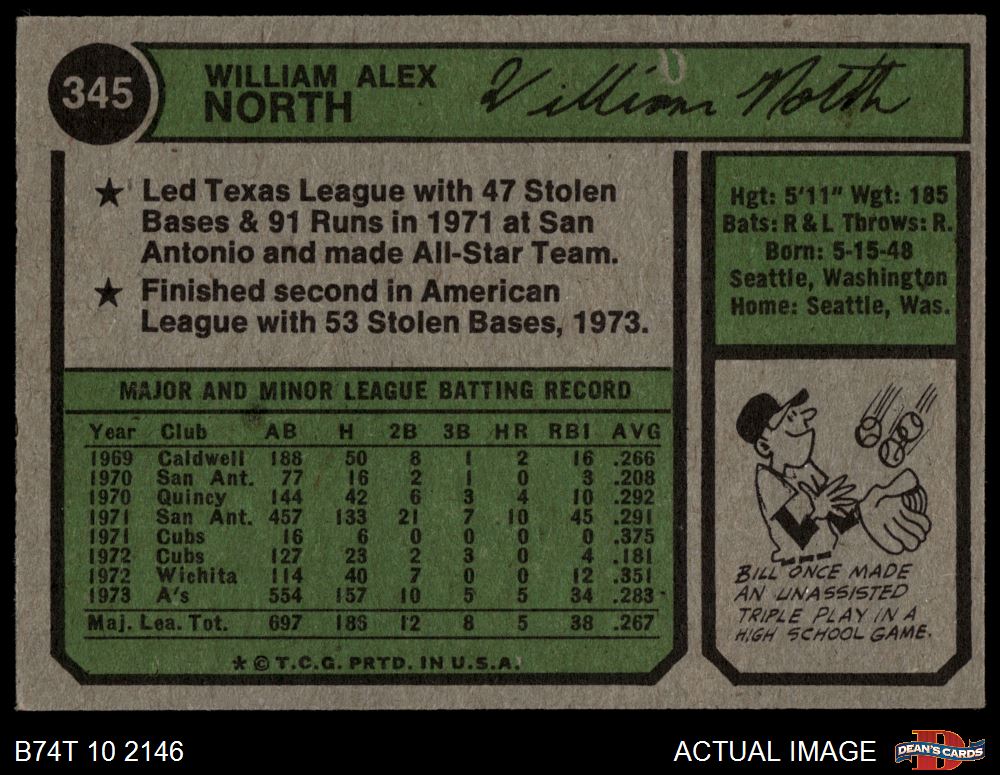 345
WILLIAM ALEX
NORTH
William North
★ Led Texas League with 47 Stolen
Bases & 91 Runs in 1971 at San
Antonio and made All-Star Team.
★ Finished second in American
League with 53 Stolen Bases, 1973.
Hgt: 5'11" Wgt: 185
Bats: R & L Throws: R.
Born: 5-15-48
Seattle, Washington
Home: Seattle, Was.
MAJOR AND MINOR LEAGUE BATTING RECORD
Year Club AB H 2B 3B HR RBI AVG
1969 Caldwell 188 50 8 1 2 16 .266
1970 San Ant. 77 16 2 1 0 3 .208
1970 Quincy 144 42 6 3 4 10 .292
1971 San Ant. 457 133 21 7 10 45 .291
1971 Cubs 16 6 0 0 0 0 .375
1972 Cubs 127 23 2 3 0 4 .181
1972 Wichita 114 40 7 0 0 12 .351
1973 A's 554 157 10 5 5 34 .283
Maj. Lea. Tot. 697 186 12 8 5 38 .267
* © T.C.G. PRTD. IN U.S.A.
BILL ONCE MADE
AN UNASSISTED
TRIPLE PLAY IN A
HIGH SCHOOL GAME.
B74T 10 2146
ACTUAL IMAGE
D
DEAN'S CARDS